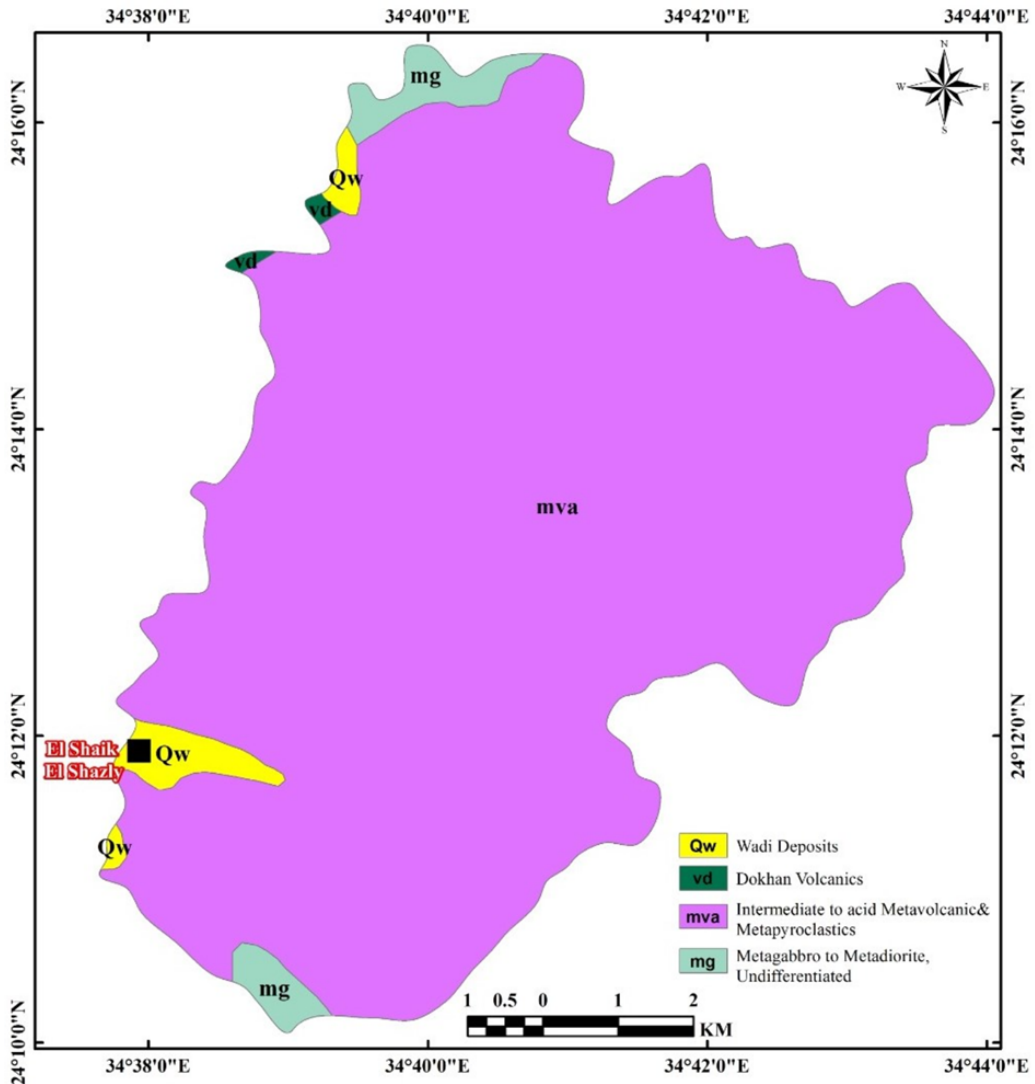 34°38'0"E 34°40'0"E 34°42'0"E 34°44'0"E
N
W E
S
mg
24°16'0"N 24°16'0"N
Qw
vd
vd
24°14'0"N 24°14'0"N
mva
24°12'0"N 24°12'0"N
El Shaik
El Shazly
Qw
Qw
Qw Wadi Deposits
vd Dokhan Volcanics
mva Intermediate to acid Metavolcanic&
Metapyroclastics
mg Metagabbro to Metadiorite,
Undifferentiated
mg
1 0.5 0 1 2
KM
24°10'0"N 24°10'0"N
34°38'0"E 34°40'0"E 34°42'0"E 34°44'0"E